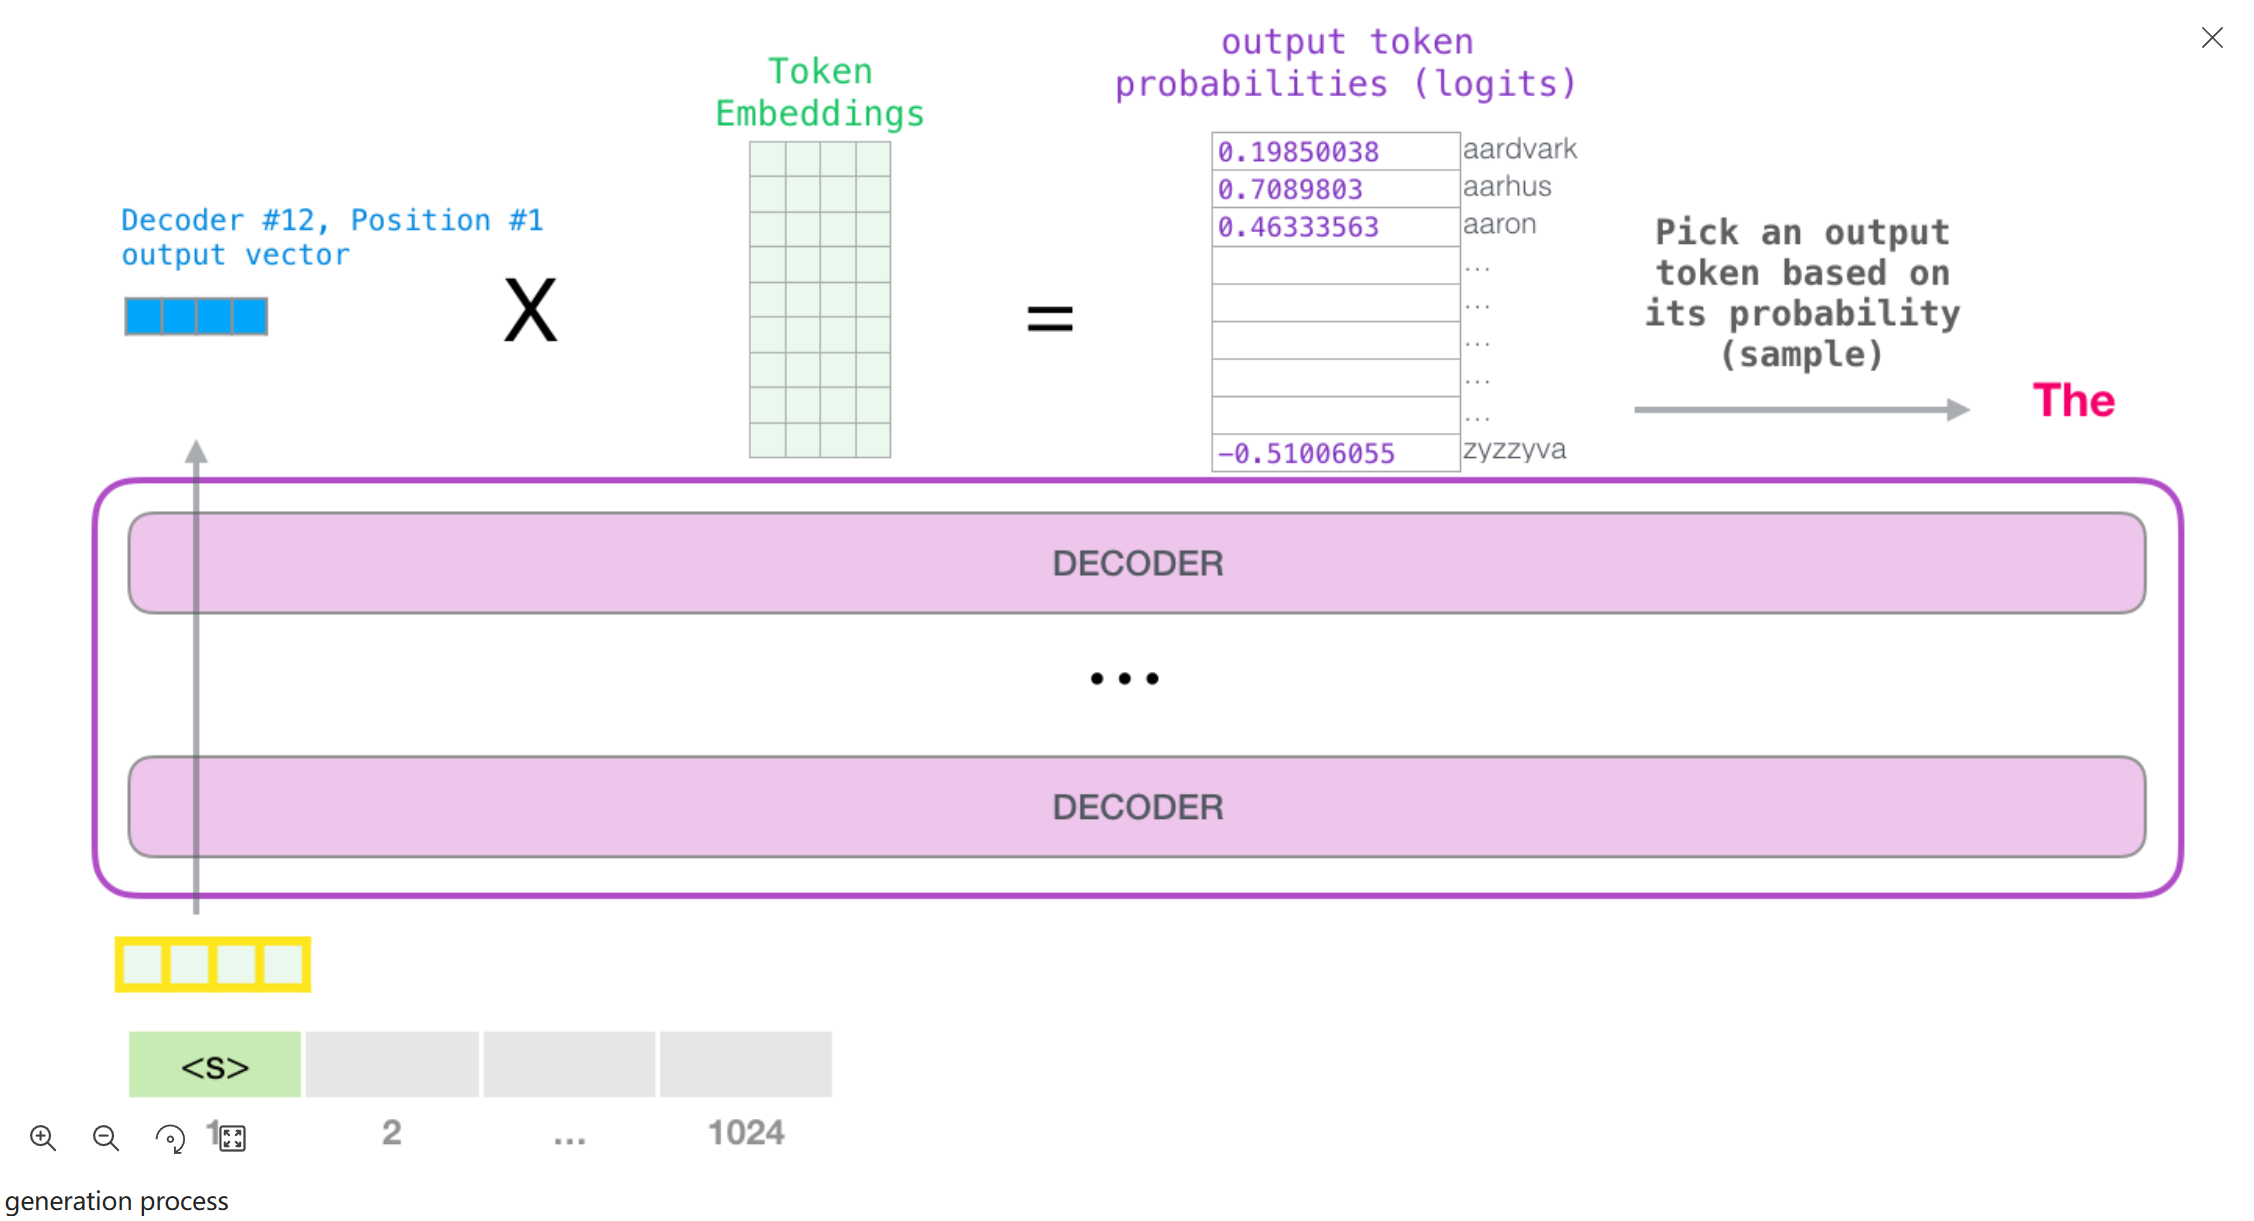 output token
probabilities (logits)
Token
Embeddings
0.19850038 aardvark
0.7089803 aarhus
0.46333563 aaron
...
...
...
...
...
-0.51006055 zyzzyva
Decoder #12, Position #1
output vector
X
=
Pick an output
token based on
its probability
(sample)
The
DECODER
...
DECODER
<s>
1 2 ... 1024
generation process